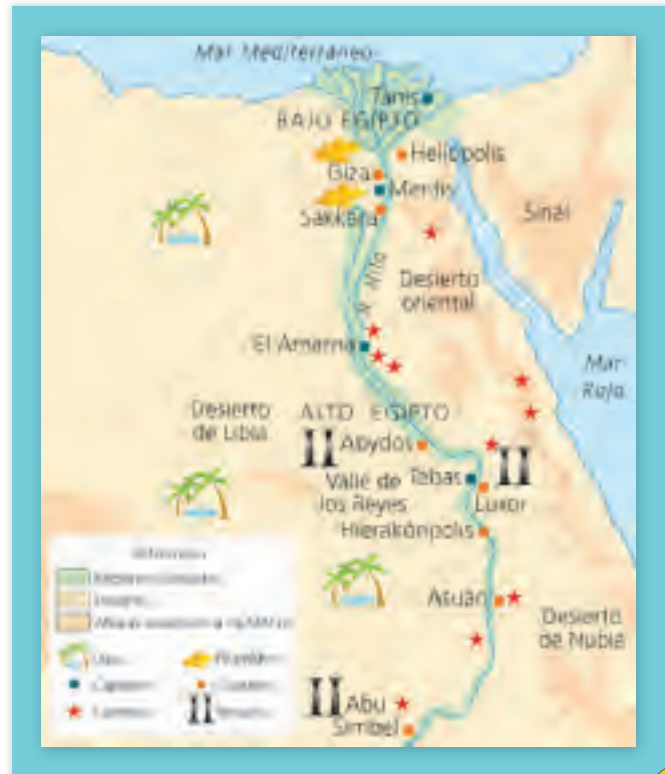 Mar Mediterráneo
Tanis
BAJO EGIPTO
Heliópolis
Giza
Menfis
Sakkara
Sinaí
R. Nilo
Desierto
oriental
El Amarna
Mar
Rojo
Desierto
de Libia
ALTO EGIPTO
Abydos
Tebas
Valle de
los Reyes
Luxor
Hierakónpolis
Asuán
Desierto
de Nubia
Abu
Simbel